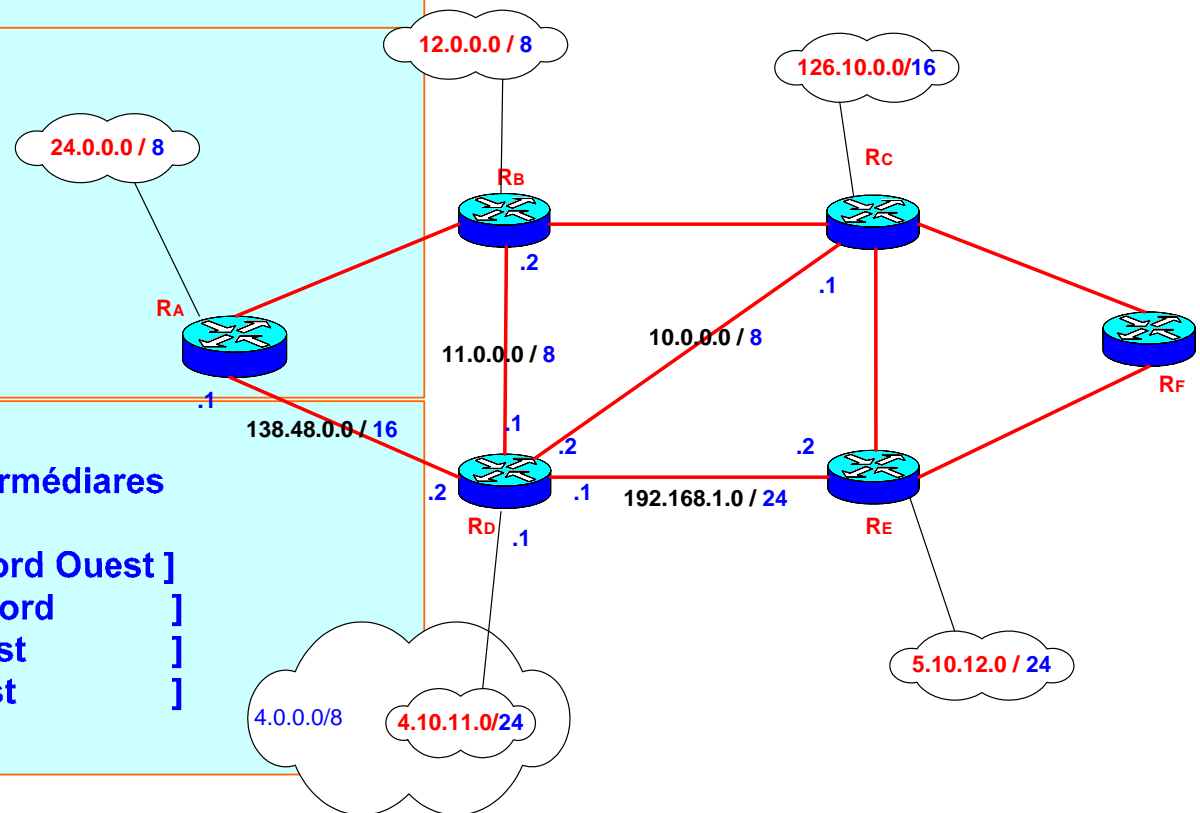 12.0.0.0 / 8
126.10.0.0/16
24.0.0.0 / 8
RC
RB
.2
.1
RA
10.0.0.0 / 8
11.0.0.0 / 8
RF
.1
138.48.0.0 / 16
.1
.2
.2
rmédiares
.2
.1
192.168.1.0 / 24
RD
RE
.1
ord Ouest ]
ord ]
st ]
st ]
5.10.12.0 / 24
4.0.0.0/8
4.10.11.0/24